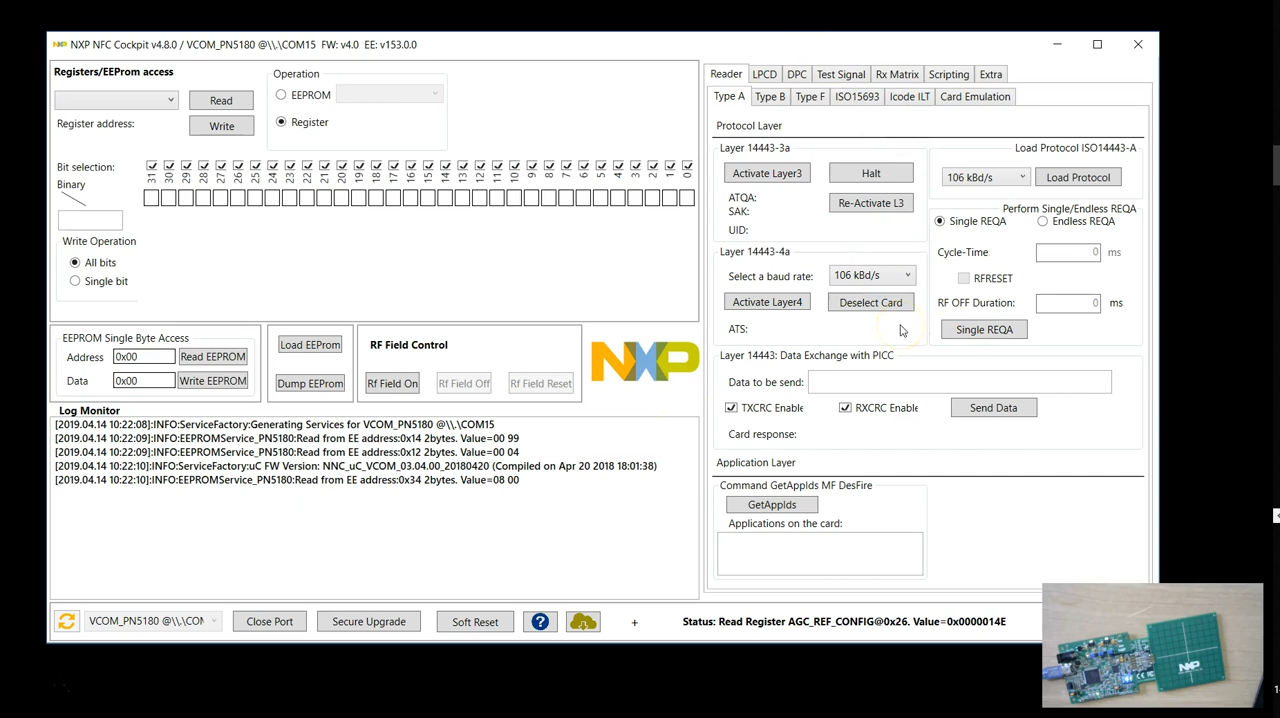 NXP NFC Cockpit v4.8.0 / VCOM_PN5180 @\\.\COM15 FW: v4.0 EE: v153.0.0
Registers/EEProm access
Read
Register address:
Write
Operation
EEPROM
Register
Bit selection:
31 30 29 28 27 26 25 24 23 22 21 20 19 18 17 16 15 14 13 12 11 10 9 8 7 6 5 4 3 2 1 0
Binary
Write Operation
All bits
Single bit
EEPROM Single Byte Access
Address 0x00 Read EEPROM
Data 0x00 Write EEPROM
Load EEProm
Dump EEProm
RF Field Control
Rf Field On Rf Field Off Rf Field Reset
NXP
Log Monitor
[2019.04.14 10:22:08]:INFO:ServiceFactory:Generating Services for VCOM_PN5180 @\\.\COM15
[2019.04.14 10:22:09]:INFO:EEPROMService_PN5180:Read from EE address:0x14 2bytes. Value=00 99
[2019.04.14 10:22:09]:INFO:EEPROMService_PN5180:Read from EE address:0x12 2bytes. Value=00 04
[2019.04.14 10:22:10]:INFO:ServiceFactory:uC FW Version: NNC_uC_VCOM_03.04.00_20180420 (Compiled on Apr 20 2018 18:01:38)
[2019.04.14 10:22:10]:INFO:EEPROMService_PN5180:Read from EE address:0x34 2bytes. Value=08 00
Reader LPCD DPC Test Signal Rx Matrix Scripting Extra
Type A Type B Type F ISO15693 Icode ILT Card Emulation
Protocol Layer
Layer 14443-3a
Activate Layer3 Halt
ATQA:
SAK:
Re-Activate L3
UID:
Load Protocol ISO14443-A
106 kBd/s Load Protocol
Perform Single/Endless REQA
Single REQA Endless REQA
Cycle-Time: 0 ms
RFRESET
RF OFF Duration: 0 ms
Single REQA
Layer 14443-4a
Select a baud rate: 106 kBd/s
Activate Layer4 Deselect Card
ATS:
Layer 14443: Data Exchange with PICC
Data to be send:
TXCRC Enable RXCRC Enable Send Data
Card response:
Application Layer
Command GetAppIds MF DesFire
GetAppIds
Applications on the card:
VCOM_PN5180 @\\.\COM Close Port Secure Upgrade Soft Reset ? +
Status: Read Register AGC_REF_CONFIG@0x26. Value=0x0000014E
NXP